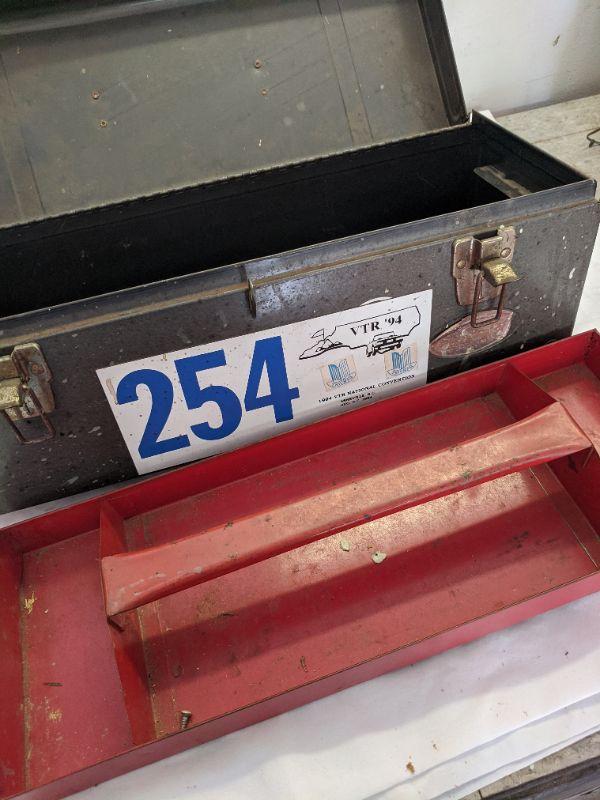 254
VTR '94
1994 VTR NATIONAL CONVENTION